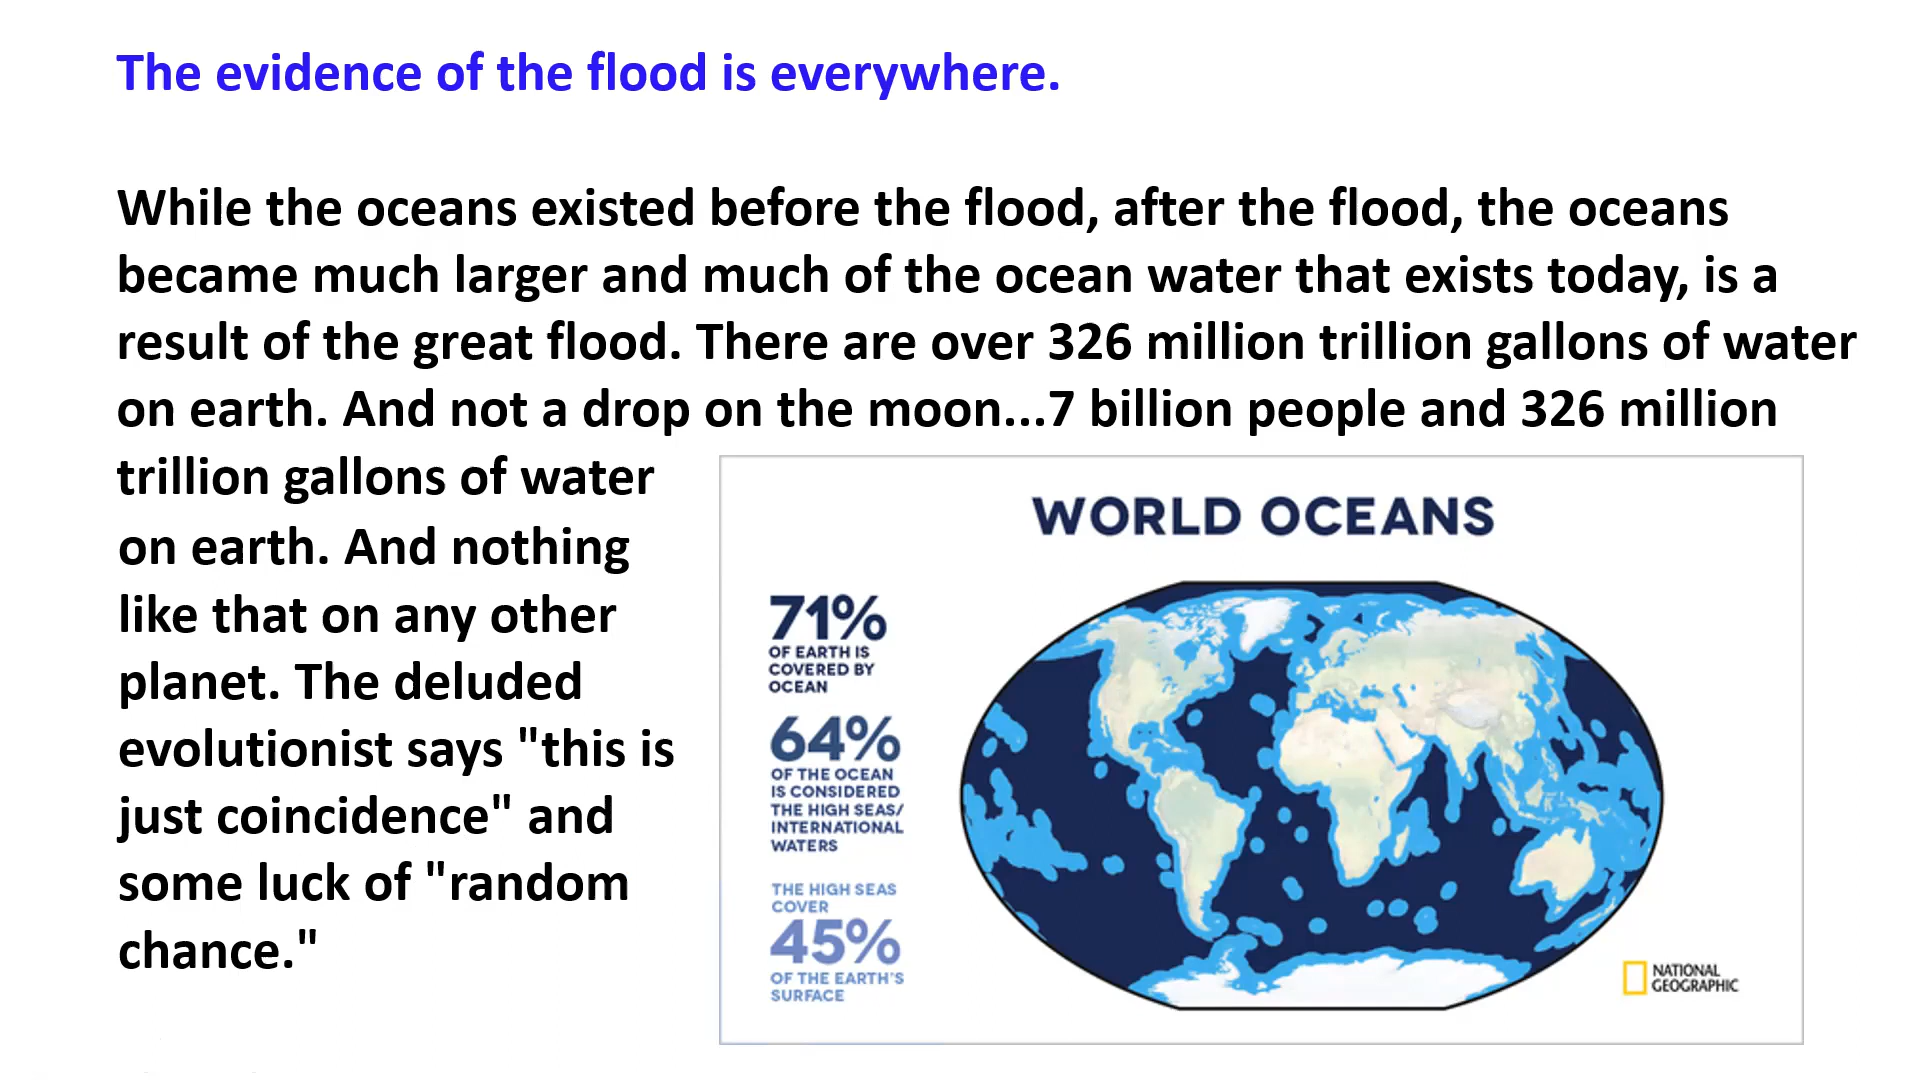 The evidence of the flood is everywhere.
While the oceans existed before the flood, after the flood, the oceans
became much larger and much of the ocean water that exists today, is a
result of the great flood. There are over 326 million trillion gallons of water
on earth. And not a drop on the moon...7 billion people and 326 million
trillion gallons of water
on earth. And nothing
like that on any other
planet. The deluded
evolutionist says "this is
just coincidence" and
some luck of "random
chance."
WORLD OCEANS
71%
OF EARTH IS
COVERED BY
OCEAN
64%
OF THE OCEAN
IS CONSIDERED
THE HIGH SEAS/
INTERNATIONAL
WATERS
THE HIGH SEAS
COVER
45%
OF THE EARTH'S
SURFACE
NATIONAL
GEOGRAPHIC